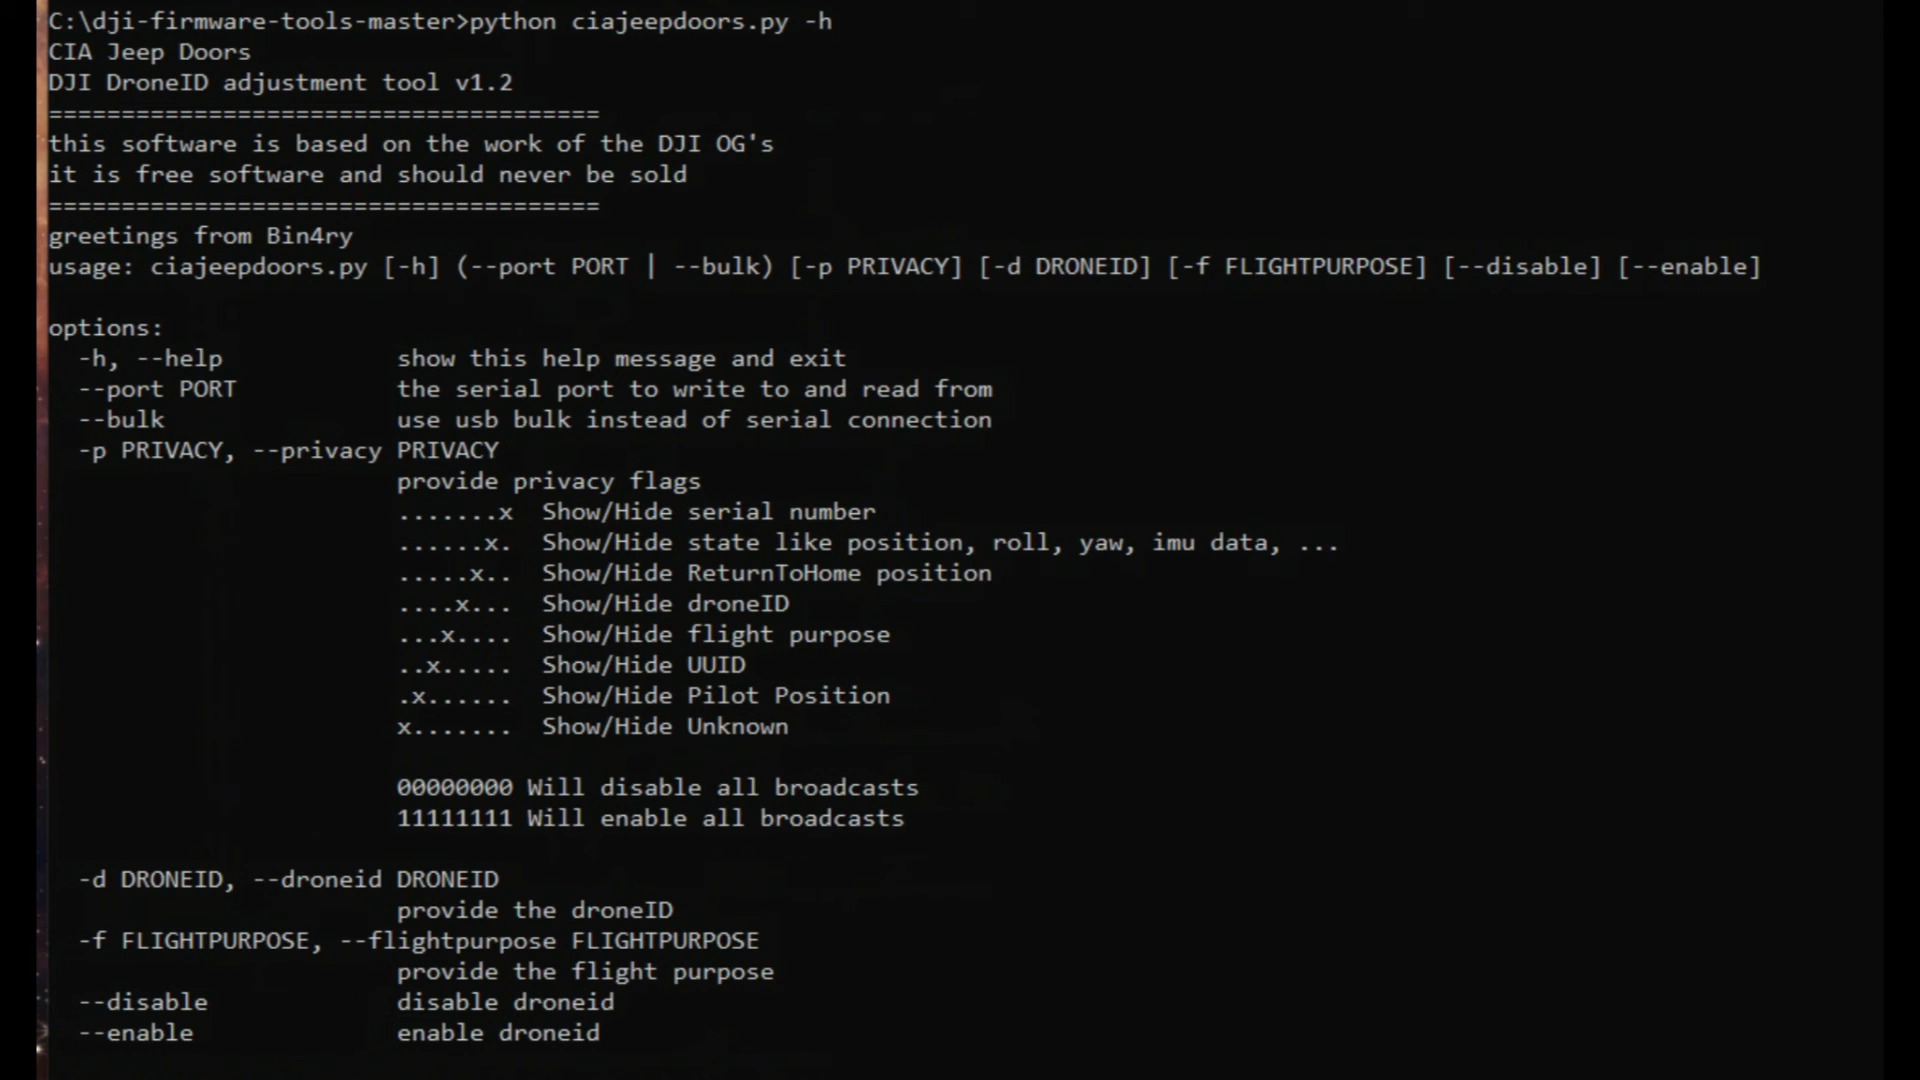 C:\dji-firmware-tools-master>python ciajeepdoors.py -h
CIA Jeep Doors
DJI DroneID adjustment tool v1.2
======================================
this software is based on the work of the DJI OG's
it is free software and should never be sold
======================================
greetings from Bin4ry
usage: ciajeepdoors.py [-h] (--port PORT | --bulk) [-p PRIVACY] [-d DRONEID] [-f FLIGHTPURPOSE] [--disable] [--enable]
options:
-h, --help show this help message and exit
--port PORT the serial port to write to and read from
--bulk use usb bulk instead of serial connection
-p PRIVACY, --privacy PRIVACY
provide privacy flags
.......x Show/Hide serial number
......x. Show/Hide state like position, roll, yaw, imu data, ...
.....x.. Show/Hide ReturnToHome position
....x... Show/Hide droneID
...x.... Show/Hide flight purpose
..x..... Show/Hide UUID
.x...... Show/Hide Pilot Position
x....... Show/Hide Unknown
00000000 Will disable all broadcasts
11111111 Will enable all broadcasts
-d DRONEID, --droneid DRONEID
provide the droneID
-f FLIGHTPURPOSE, --flightpurpose FLIGHTPURPOSE
provide the flight purpose
--disable disable droneid
--enable enable droneid